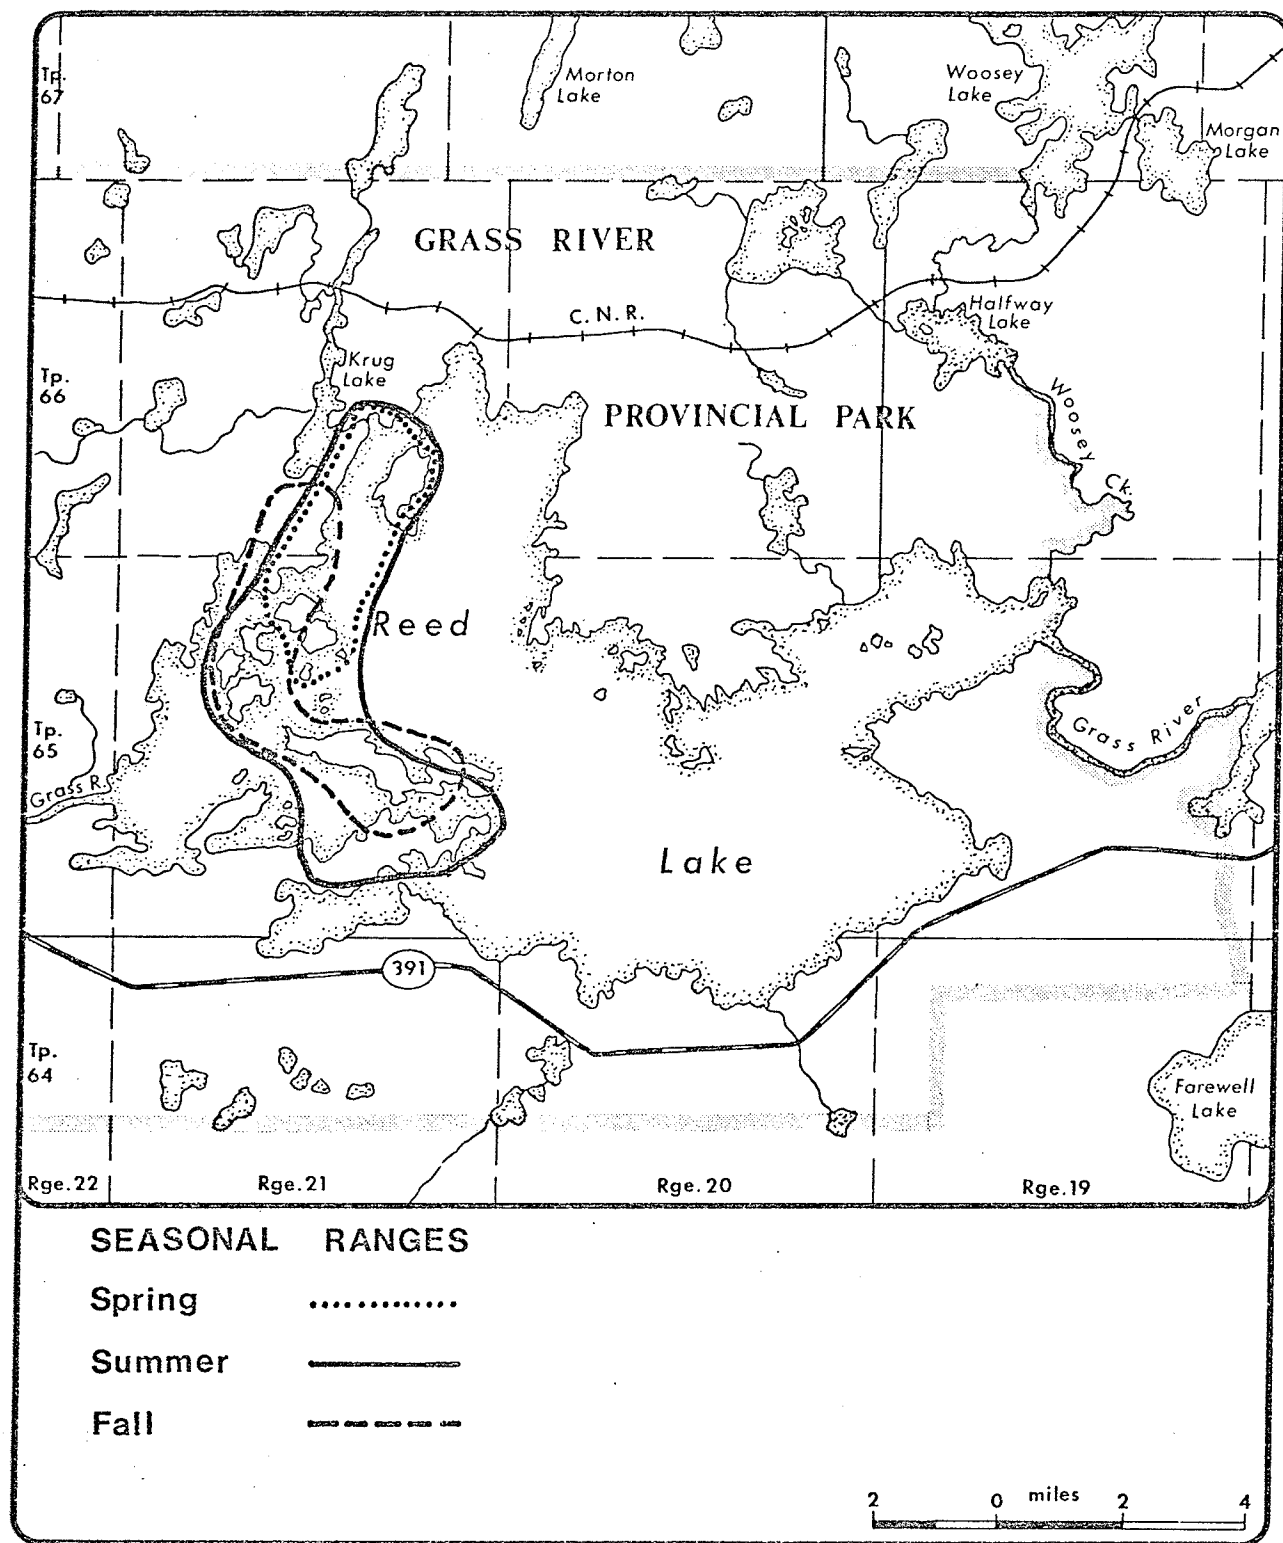 Tp.
67
Morton
Lake
Woosey
Lake
Morgan
Lake
GRASS RIVER
C. N. R.
Halfway
Lake
Krug
Lake
Tp.
66
PROVINCIAL PARK
Woosey Ck.
Reed
Tp.
65
Grass R.
Grass River
Lake
391
Tp.
64
Farewell
Lake
Rge. 22 Rge. 21 Rge. 20 Rge. 19
SEASONAL RANGES
Spring
Summer
Fall
2 0 miles 2 4